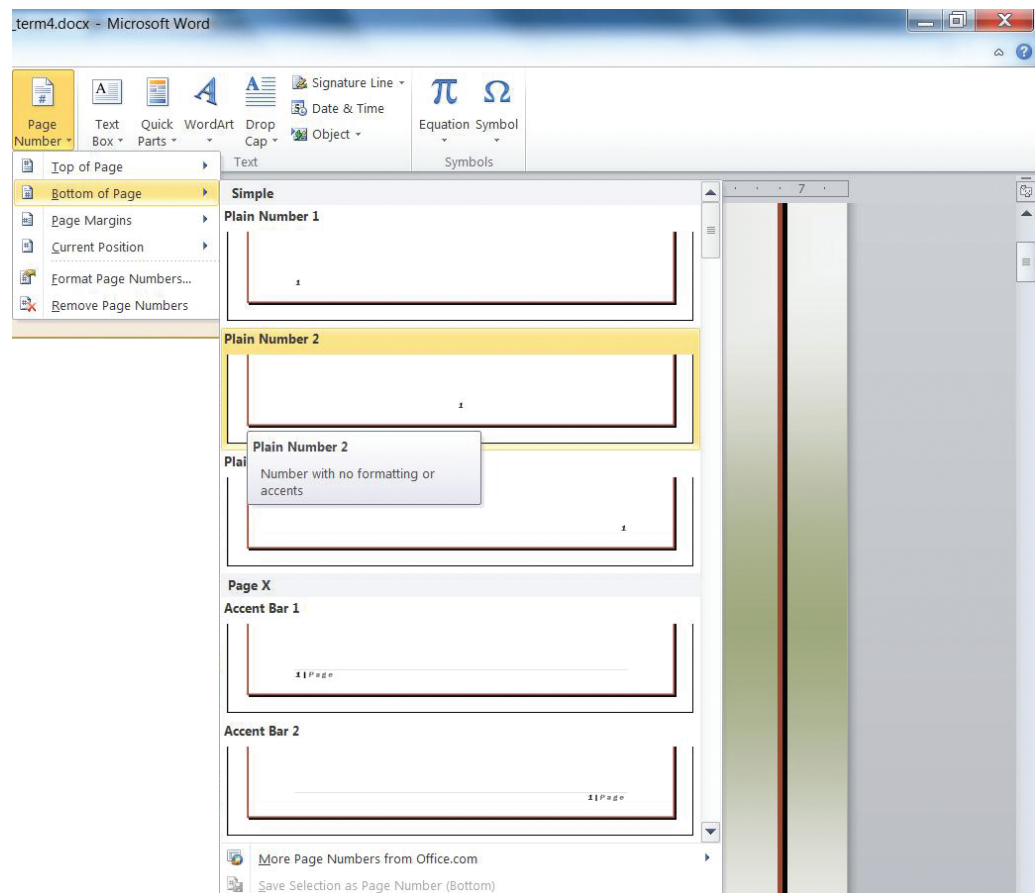 _term4.docx - Microsoft Word
Signature Line
Date & Time
Object
Page Number
Text Box
Quick Parts
WordArt
Drop Cap
Equation
Symbol
Text
Symbols
Top of Page
Bottom of Page
Page Margins
Current Position
Format Page Numbers...
Remove Page Numbers
7
Simple
Plain Number 1
1
Plain Number 2
1
Plain Number 2
Number with no formatting or
accents
Plai
1
Page X
Accent Bar 1
1|Page
Accent Bar 2
1|Page
More Page Numbers from Office.com
Save Selection as Page Number (Bottom)